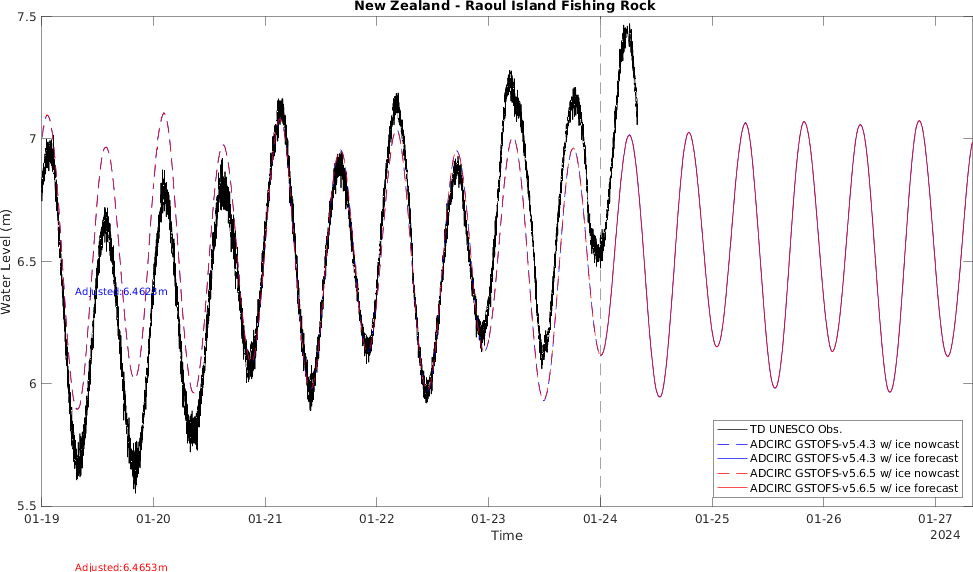 New Zealand - Raoul Island Fishing Rock
7.5
7
6.5
6
5.5
Water Level (m)
Adjusted:6.4623m
TD UNESCO Obs.
ADCIRC GSTOFS-v5.4.3 w/ ice nowcast
ADCIRC GSTOFS-v5.4.3 w/ ice forecast
ADCIRC GSTOFS-v5.6.5 w/ ice nowcast
ADCIRC GSTOFS-v5.6.5 w/ ice forecast
01-19 01-20 01-21 01-22 01-23 01-24 01-25 01-26 01-27
Time
2024
Adjusted:6.4653m